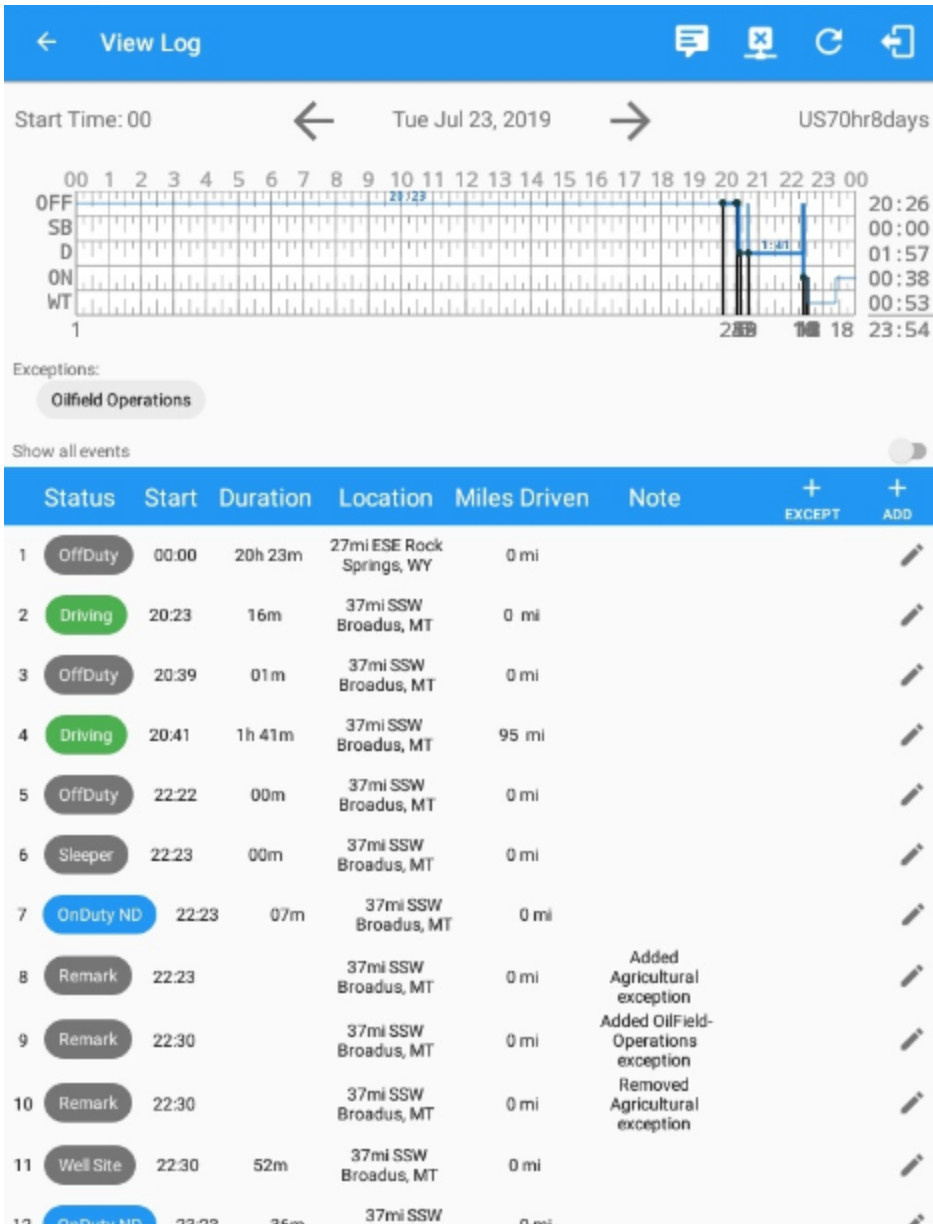 View Log
Start Time: 00
Tue Jul 23, 2019
US70hr8days
00 1 2 3 4 5 6 7 8 9 10 11 12 13 14 15 16 17 18 19 20 21 22 23 00
OFF 20:23 20:26
SB 00:00
D 1:41 01:57
ON 00:38
WT 00:53
1 18 23:54
Exceptions:
Oilfield Operations
Show all events
Status Start Duration Location Miles Driven Note + EXCEPT + ADD
1 OffDuty 00:00 20h 23m 27mi ESE Rock Springs, WY 0 mi
2 Driving 20:23 16m 37mi SSW Broadus, MT 0 mi
3 OffDuty 20:39 01m 37mi SSW Broadus, MT 0 mi
4 Driving 20:41 1h 41m 37mi SSW Broadus, MT 95 mi
5 OffDuty 22:22 00m 37mi SSW Broadus, MT 0 mi
6 Sleeper 22:23 00m 37mi SSW Broadus, MT 0 mi
7 OnDuty ND 22:23 07m 37mi SSW Broadus, MT 0 mi
8 Remark 22:23 37mi SSW Broadus, MT 0 mi Added Agricultural exception
9 Remark 22:30 37mi SSW Broadus, MT 0 mi Added OilField-Operations exception
10 Remark 22:30 37mi SSW Broadus, MT 0 mi Removed Agricultural exception
11 Well Site 22:30 52m 37mi SSW Broadus, MT 0 mi
12 OnDuty ND 23:23 36m 37mi SSW 0 mi